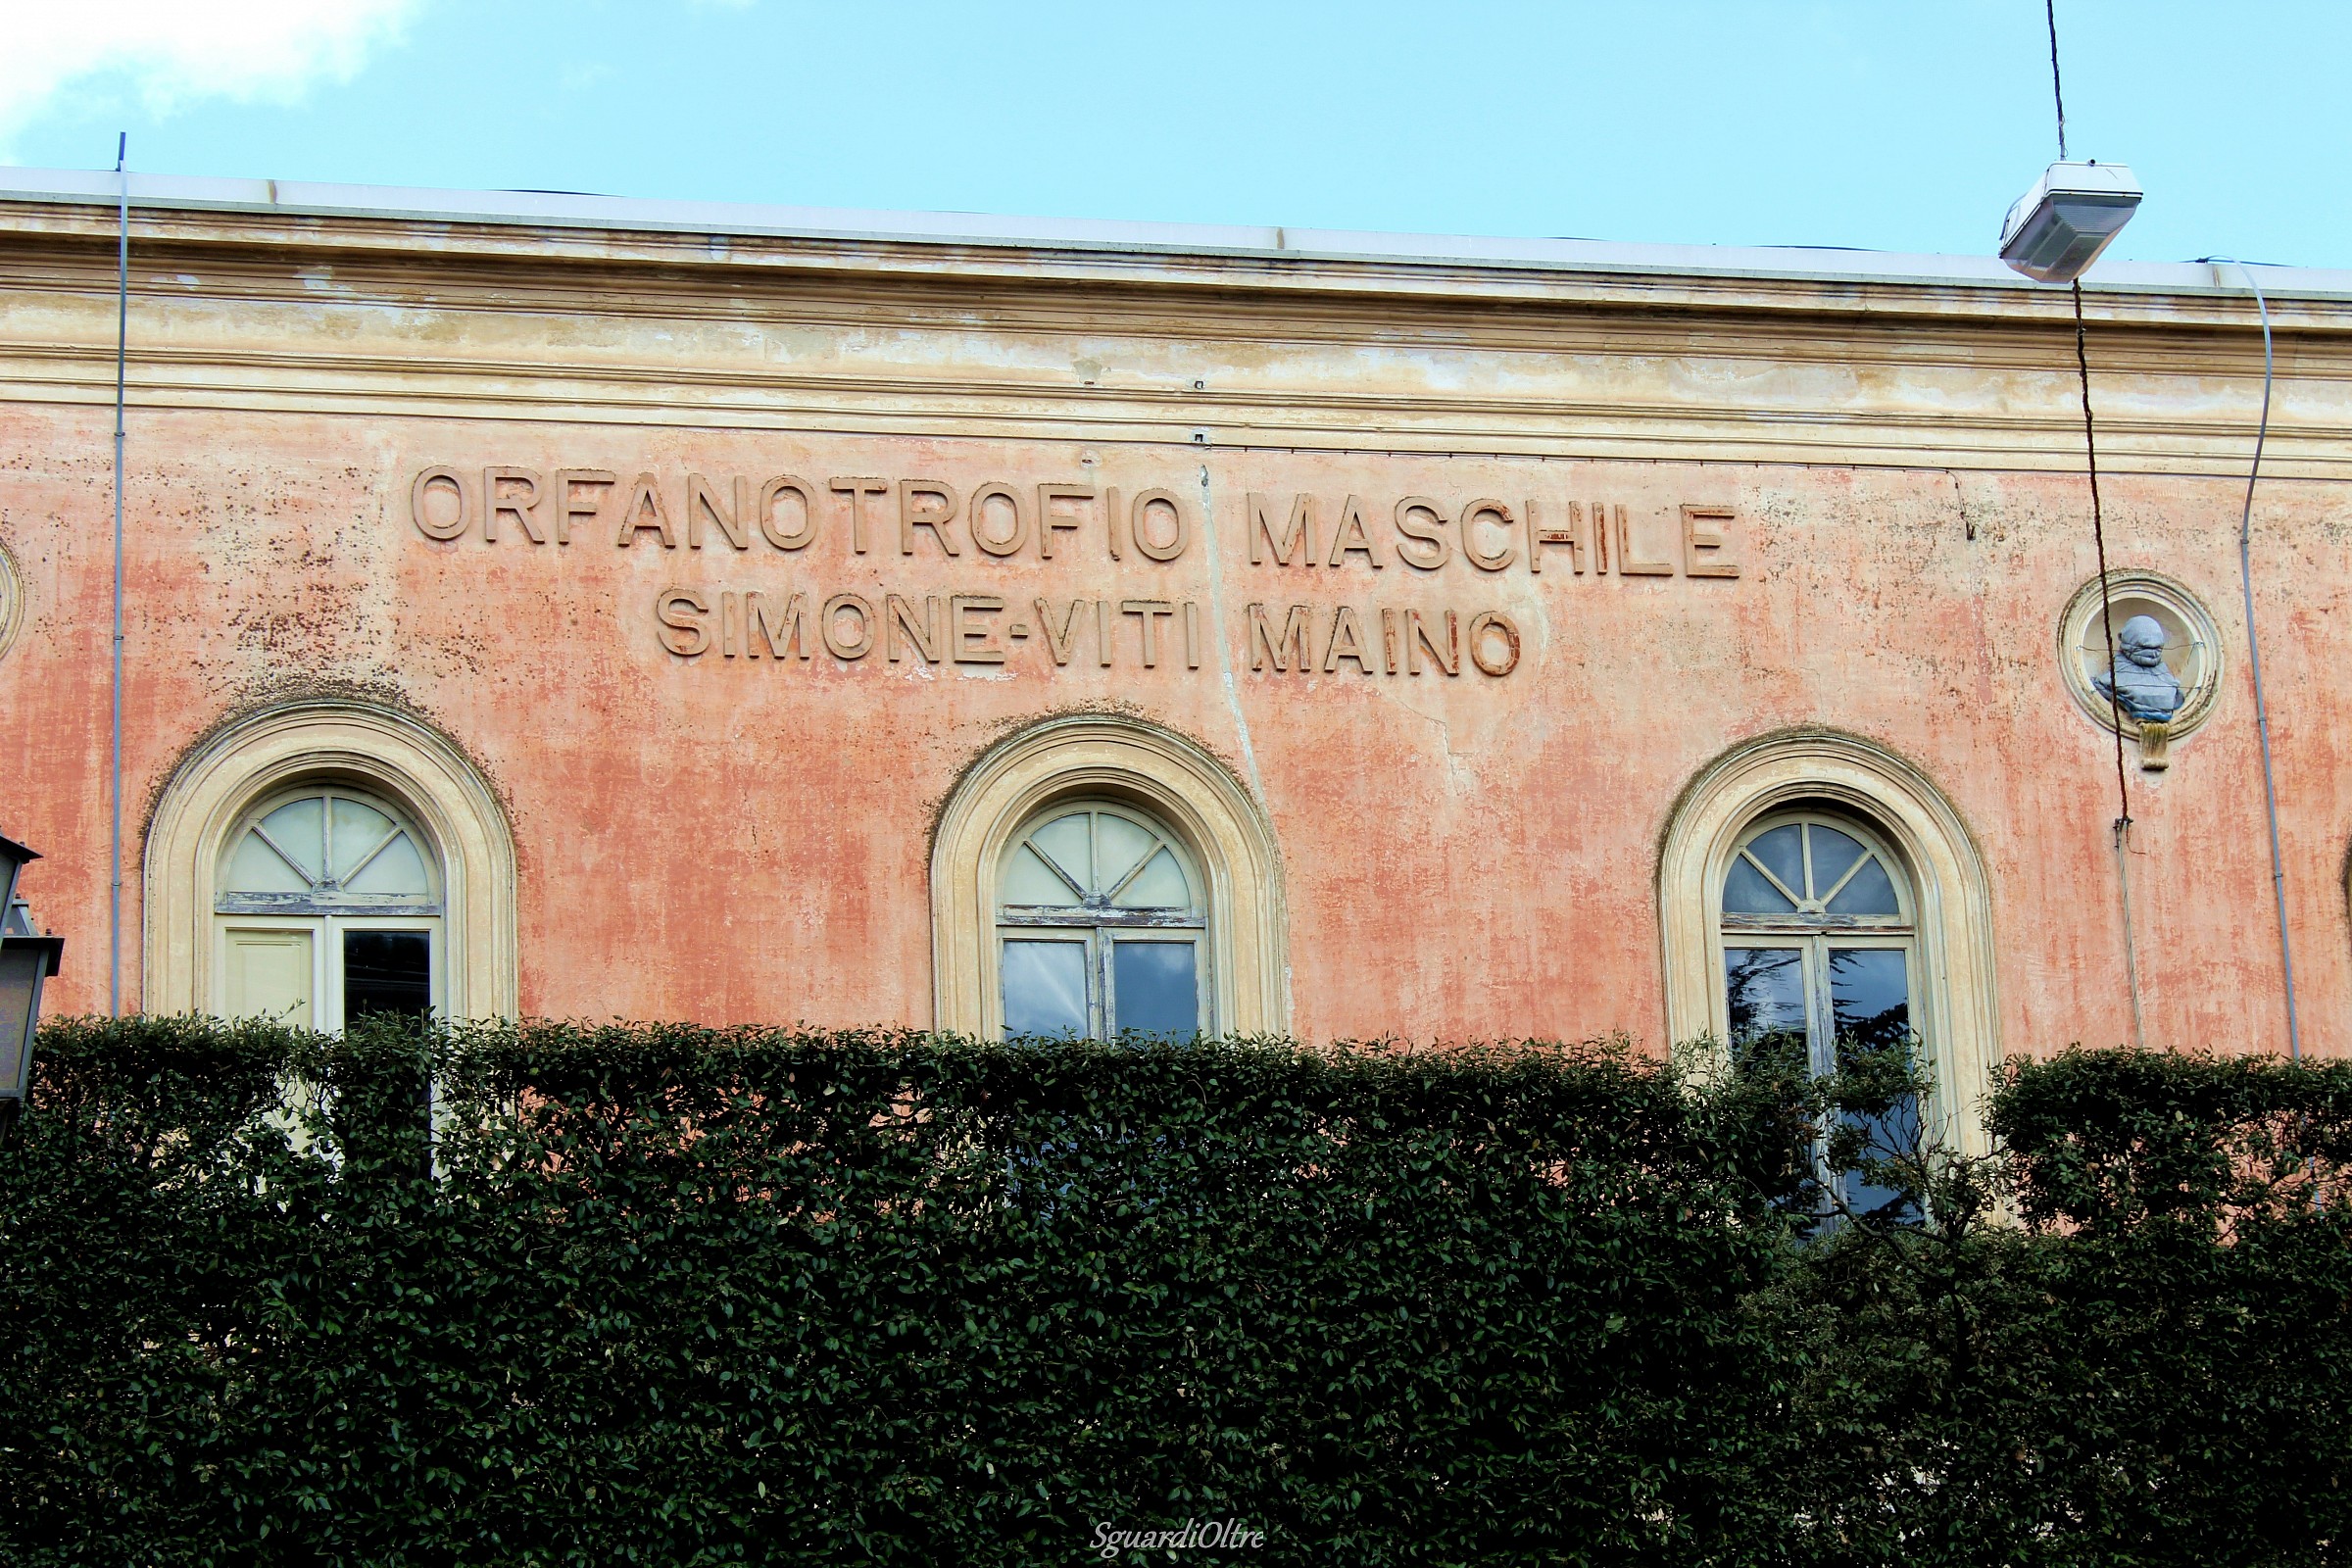 ORFANOTROFIO MASCHILE
SIMONE-VITI MAINO
SguardiOltre